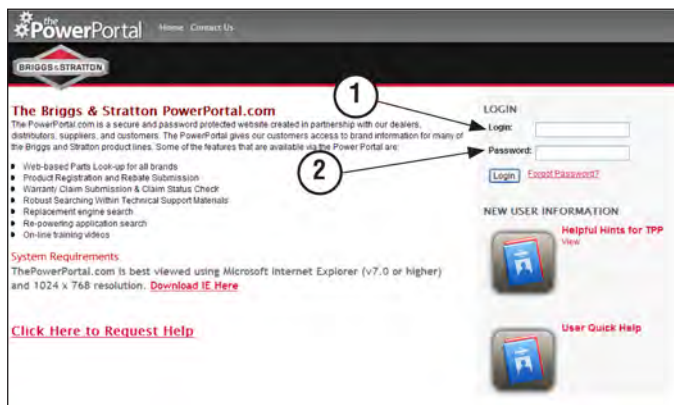 the
PowerPortal Home Contact Us
BRIGGS & STRATTON
The Briggs & Stratton PowerPortal.com
ThePowerPortal.com is a secure and password protected website created in partnership with our dealers,
distributors, suppliers, and customers. The PowerPortal gives our customers access to brand information for many of
the Briggs and Stratton product lines. Some of the features that are available via the Power Portal are:
Web-based Parts Look-up for all brands
Product Registration and Rebate Submission
Warranty Claim Submission & Claim Status Check
Robust Searching Within Technical Support Materials
Replacement engine search
Re-powering application search
On-line training videos
System Requirements
ThePowerPortal.com is best viewed using Microsoft Internet Explorer (v7.0 or higher)
and 1024 x 768 resolution. Download IE Here
Click Here to Request Help
1
2
LOGIN
Login:
Password:
Login Forgot Password?
NEW USER INFORMATION
Helpful Hints for TPP
View
User Quick Help